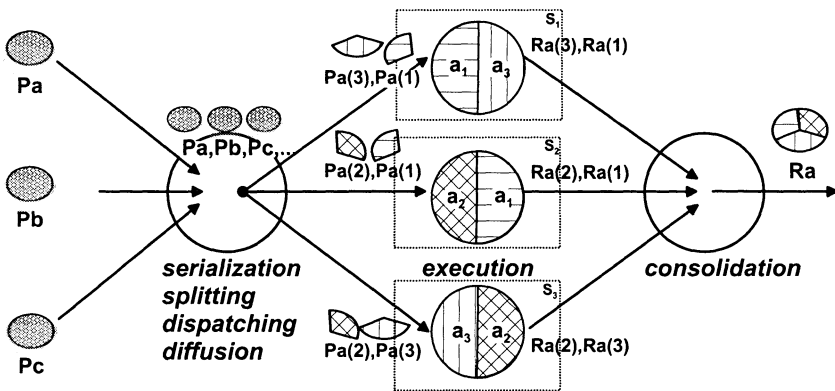 Pa
Pb
Pc
Pa,Pb,Pc,...
serialization
splitting
dispatching
diffusion
Pa(3),Pa(1)
S1
a1 a3
Ra(3),Ra(1)
Pa(2),Pa(1)
S2
a2 a1
Ra(2),Ra(1)
execution
Pa(2),Pa(3)
S3
a3 a2
Ra(2),Ra(3)
consolidation
Ra